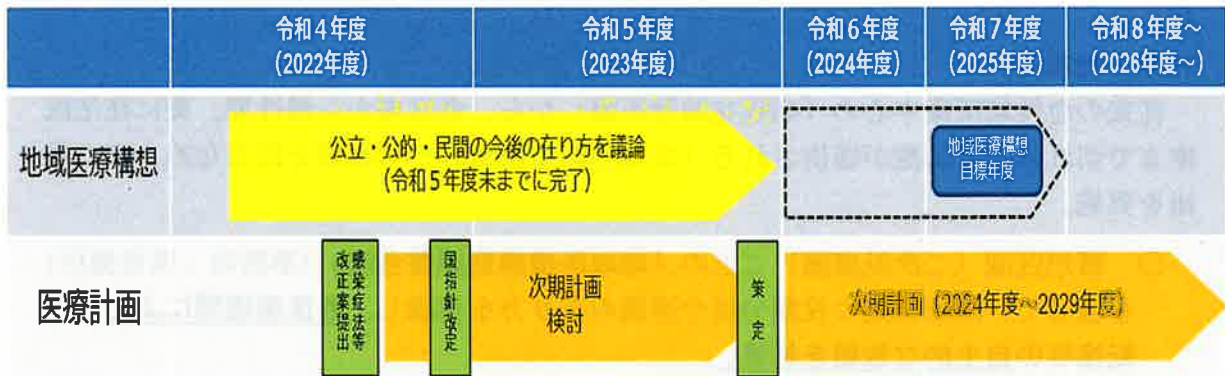 令和4年度
(2022年度)
令和5年度
(2023年度)
令和6年度
(2024年度)
令和7年度
(2025年度)
令和8年度～
(2026年度～)
地域医療構想
公立・公的・民間の今後の在り方を議論
(令和5年度末までに完了)
地域医療構想
目標年度
医療計画
感染症法等
改正案提出
国指針改定
次期計画
検討
策定
次期計画（2024年度～2029年度）